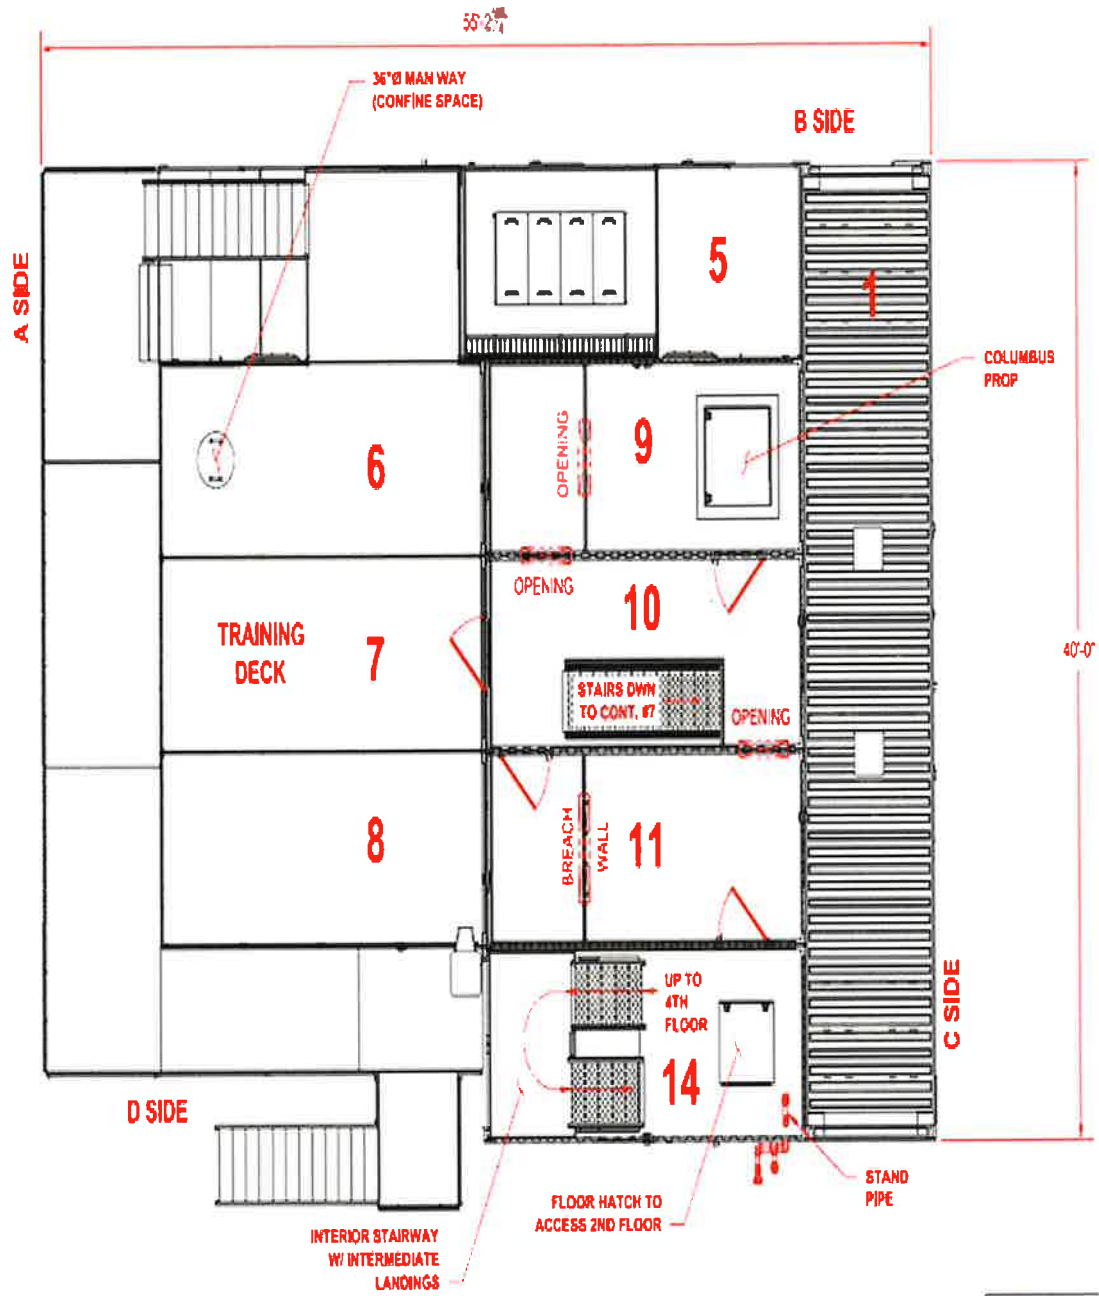 36"Ø MAN WAY
(CONFINE SPACE)
B SIDE
A SIDE
5
1
COLUMBUS
PROP
OPENING
9
6
OPENING
10
TRAINING
DECK
7
40'-0"
STAIRS DWN
TO CONT. #7
OPENING
8
BREACH
WALL
11
C SIDE
UP TO
4TH
FLOOR
14
D SIDE
STAND
PIPE
FLOOR HATCH TO
ACCESS 2ND FLOOR
INTERIOR STAIRWAY
W/ INTERMEDIATE
LANDINGS